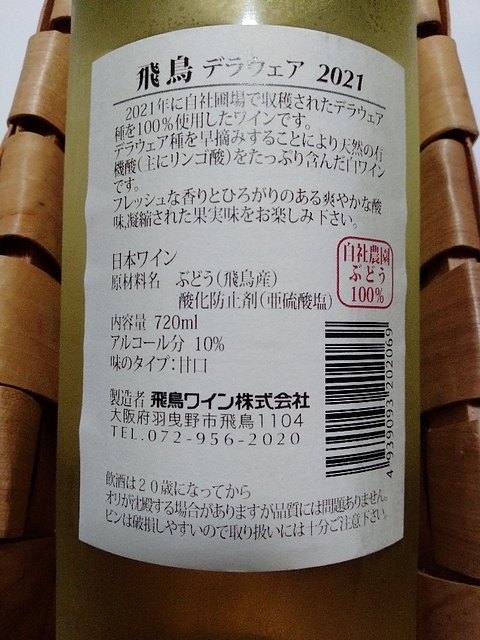 飛鳥 デラウェア 2021
2021年に自社圃場で収穫されたデラウェア
種を100%使用したワインです。
デラウェア種を早摘みすることにより天然の有
機酸(主にリンゴ酸)をたっぷり含んだ白ワイン
です。
フレッシュな香りとひろがりのある爽やかな酸
味,凝縮された果実味をお楽しみ下さい。
日本ワイン
原材料名 ぶどう(飛鳥産)
酸化防止剤(亜硫酸塩)
自社農園
ぶどう
100%
内容量 720ml
アルコール分 10%
味のタイプ:甘口
製造者 飛鳥ワイン株式会社
大阪府羽曳野市飛鳥1104
TEL.072-956-2020
4939093202069
飲酒は20歳になってから
オリが沈殿する場合がありますが品質には問題ありません。
ビンは破損しやすいので取り扱いには十分ご注意下さい。